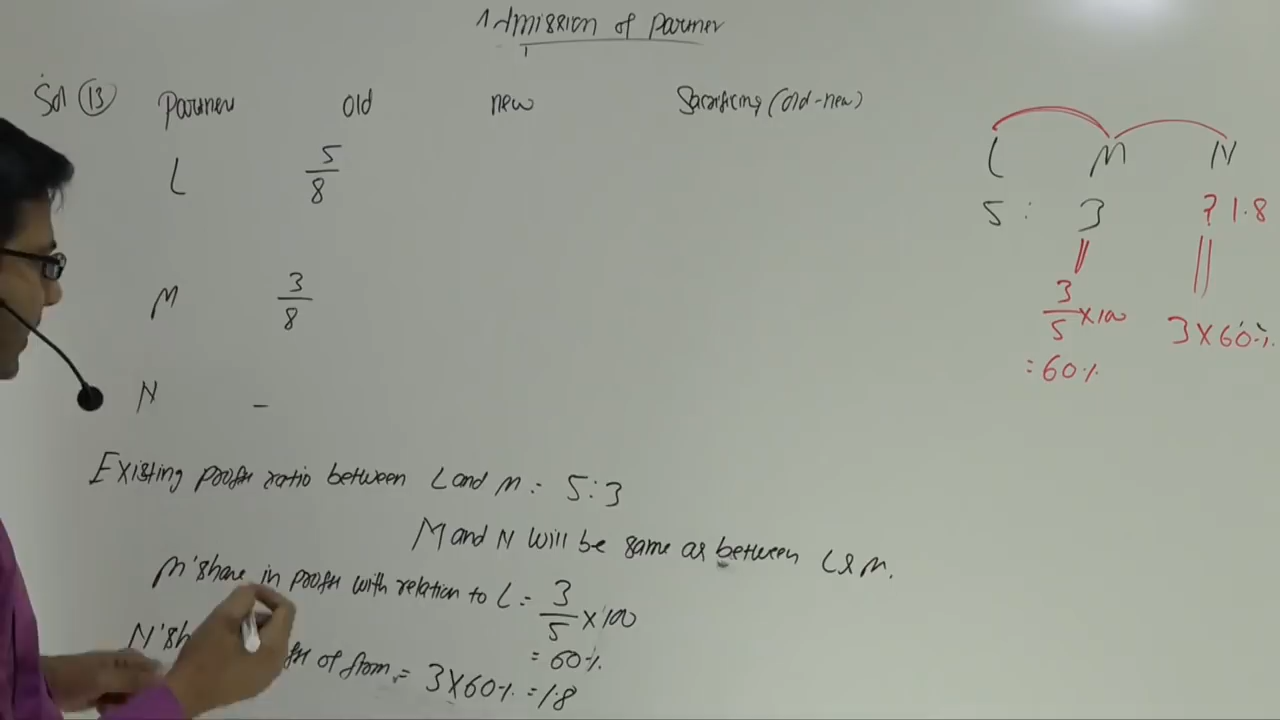 Admission of partner
Sol (13) Partner old new Sacrificing (old-new)
L 5/8
M 3/8
N –
L M N
5 : 3 ? 1.8
3/5 × 100 3 × 60%
= 60%
Existing profit ratio between L and M = 5:3
M and N will be same as between L & M.
M's share in profit with relation to L = 3/5 × 100
= 60%
N's sh of from = 3 × 60% = 1.8